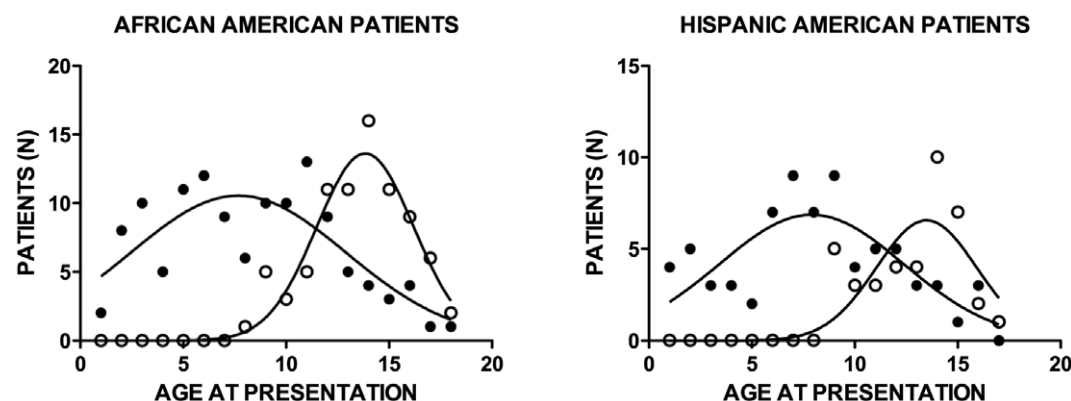 AFRICAN AMERICAN PATIENTS
20
15
10
5
0
PATIENTS (N)
0 5 10 15 20
AGE AT PRESENTATION
HISPANIC AMERICAN PATIENTS
15
10
5
0
PATIENTS (N)
0 5 10 15 20
AGE AT PRESENTATION